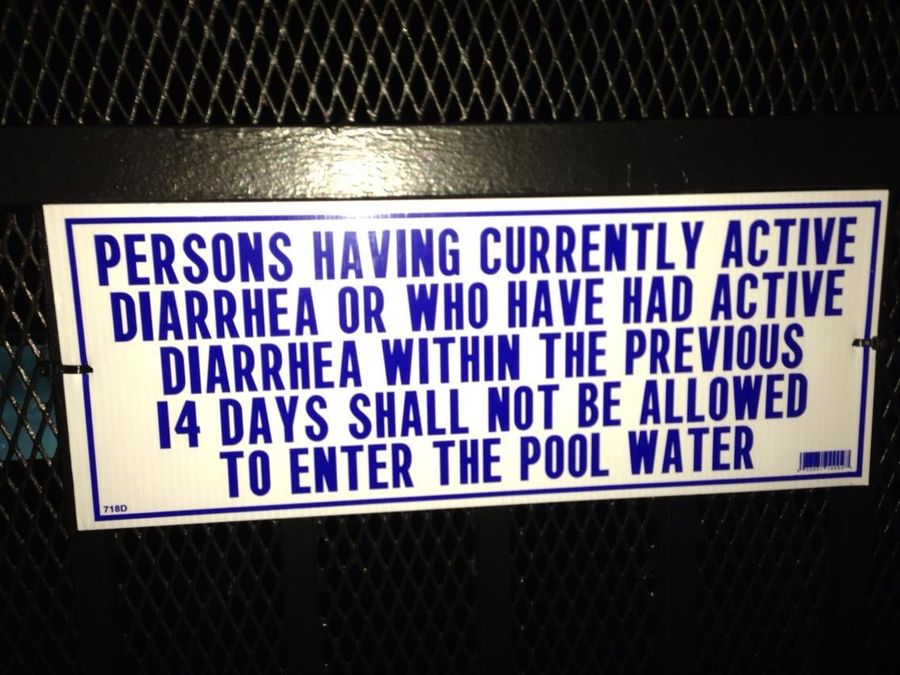 PERSONS HAVING CURRENTLY ACTIVE
DIARRHEA OR WHO HAVE HAD ACTIVE
DIARRHEA WITHIN THE PREVIOUS
14 DAYS SHALL NOT BE ALLOWED
TO ENTER THE POOL WATER
718D